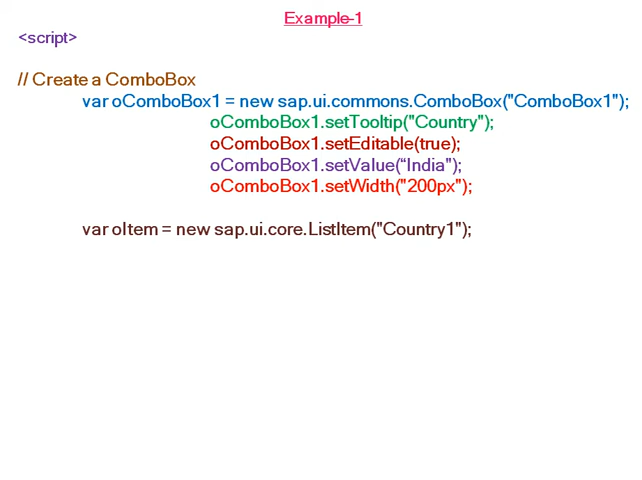 Example-1
<script>
// Create a ComboBox
var oComboBox1 = new sap.ui.commons.ComboBox("ComboBox1");
oComboBox1.setTooltip("Country");
oComboBox1.setEditable(true);
oComboBox1.setValue(“India");
oComboBox1.setWidth("200px");
var oItem = new sap.ui.core.ListItem("Country1");